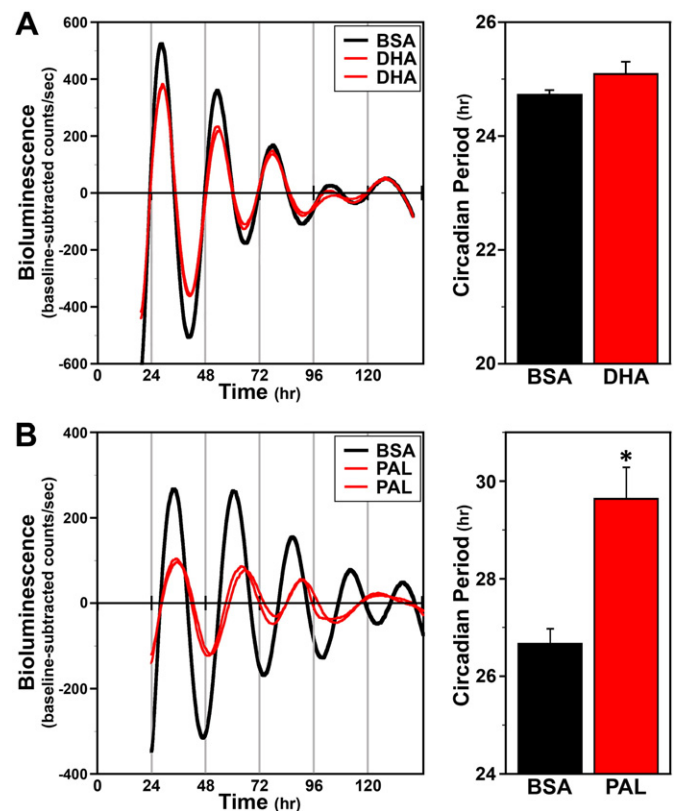 A
Bioluminescence
(baseline-subtracted counts/sec)
600
400
200
0
-200
-400
-600
BSA
DHA
DHA
0
24
48
72
96
120
Time (hr)
Circadian Period (hr)
26
24
22
20
BSA
DHA
B
Bioluminescence
(baseline-subtracted counts/sec)
400
200
0
-200
-400
BSA
PAL
PAL
0
24
48
72
96
120
Time (hr)
Circadian Period (hr)
30
28
26
24
*
BSA
PAL